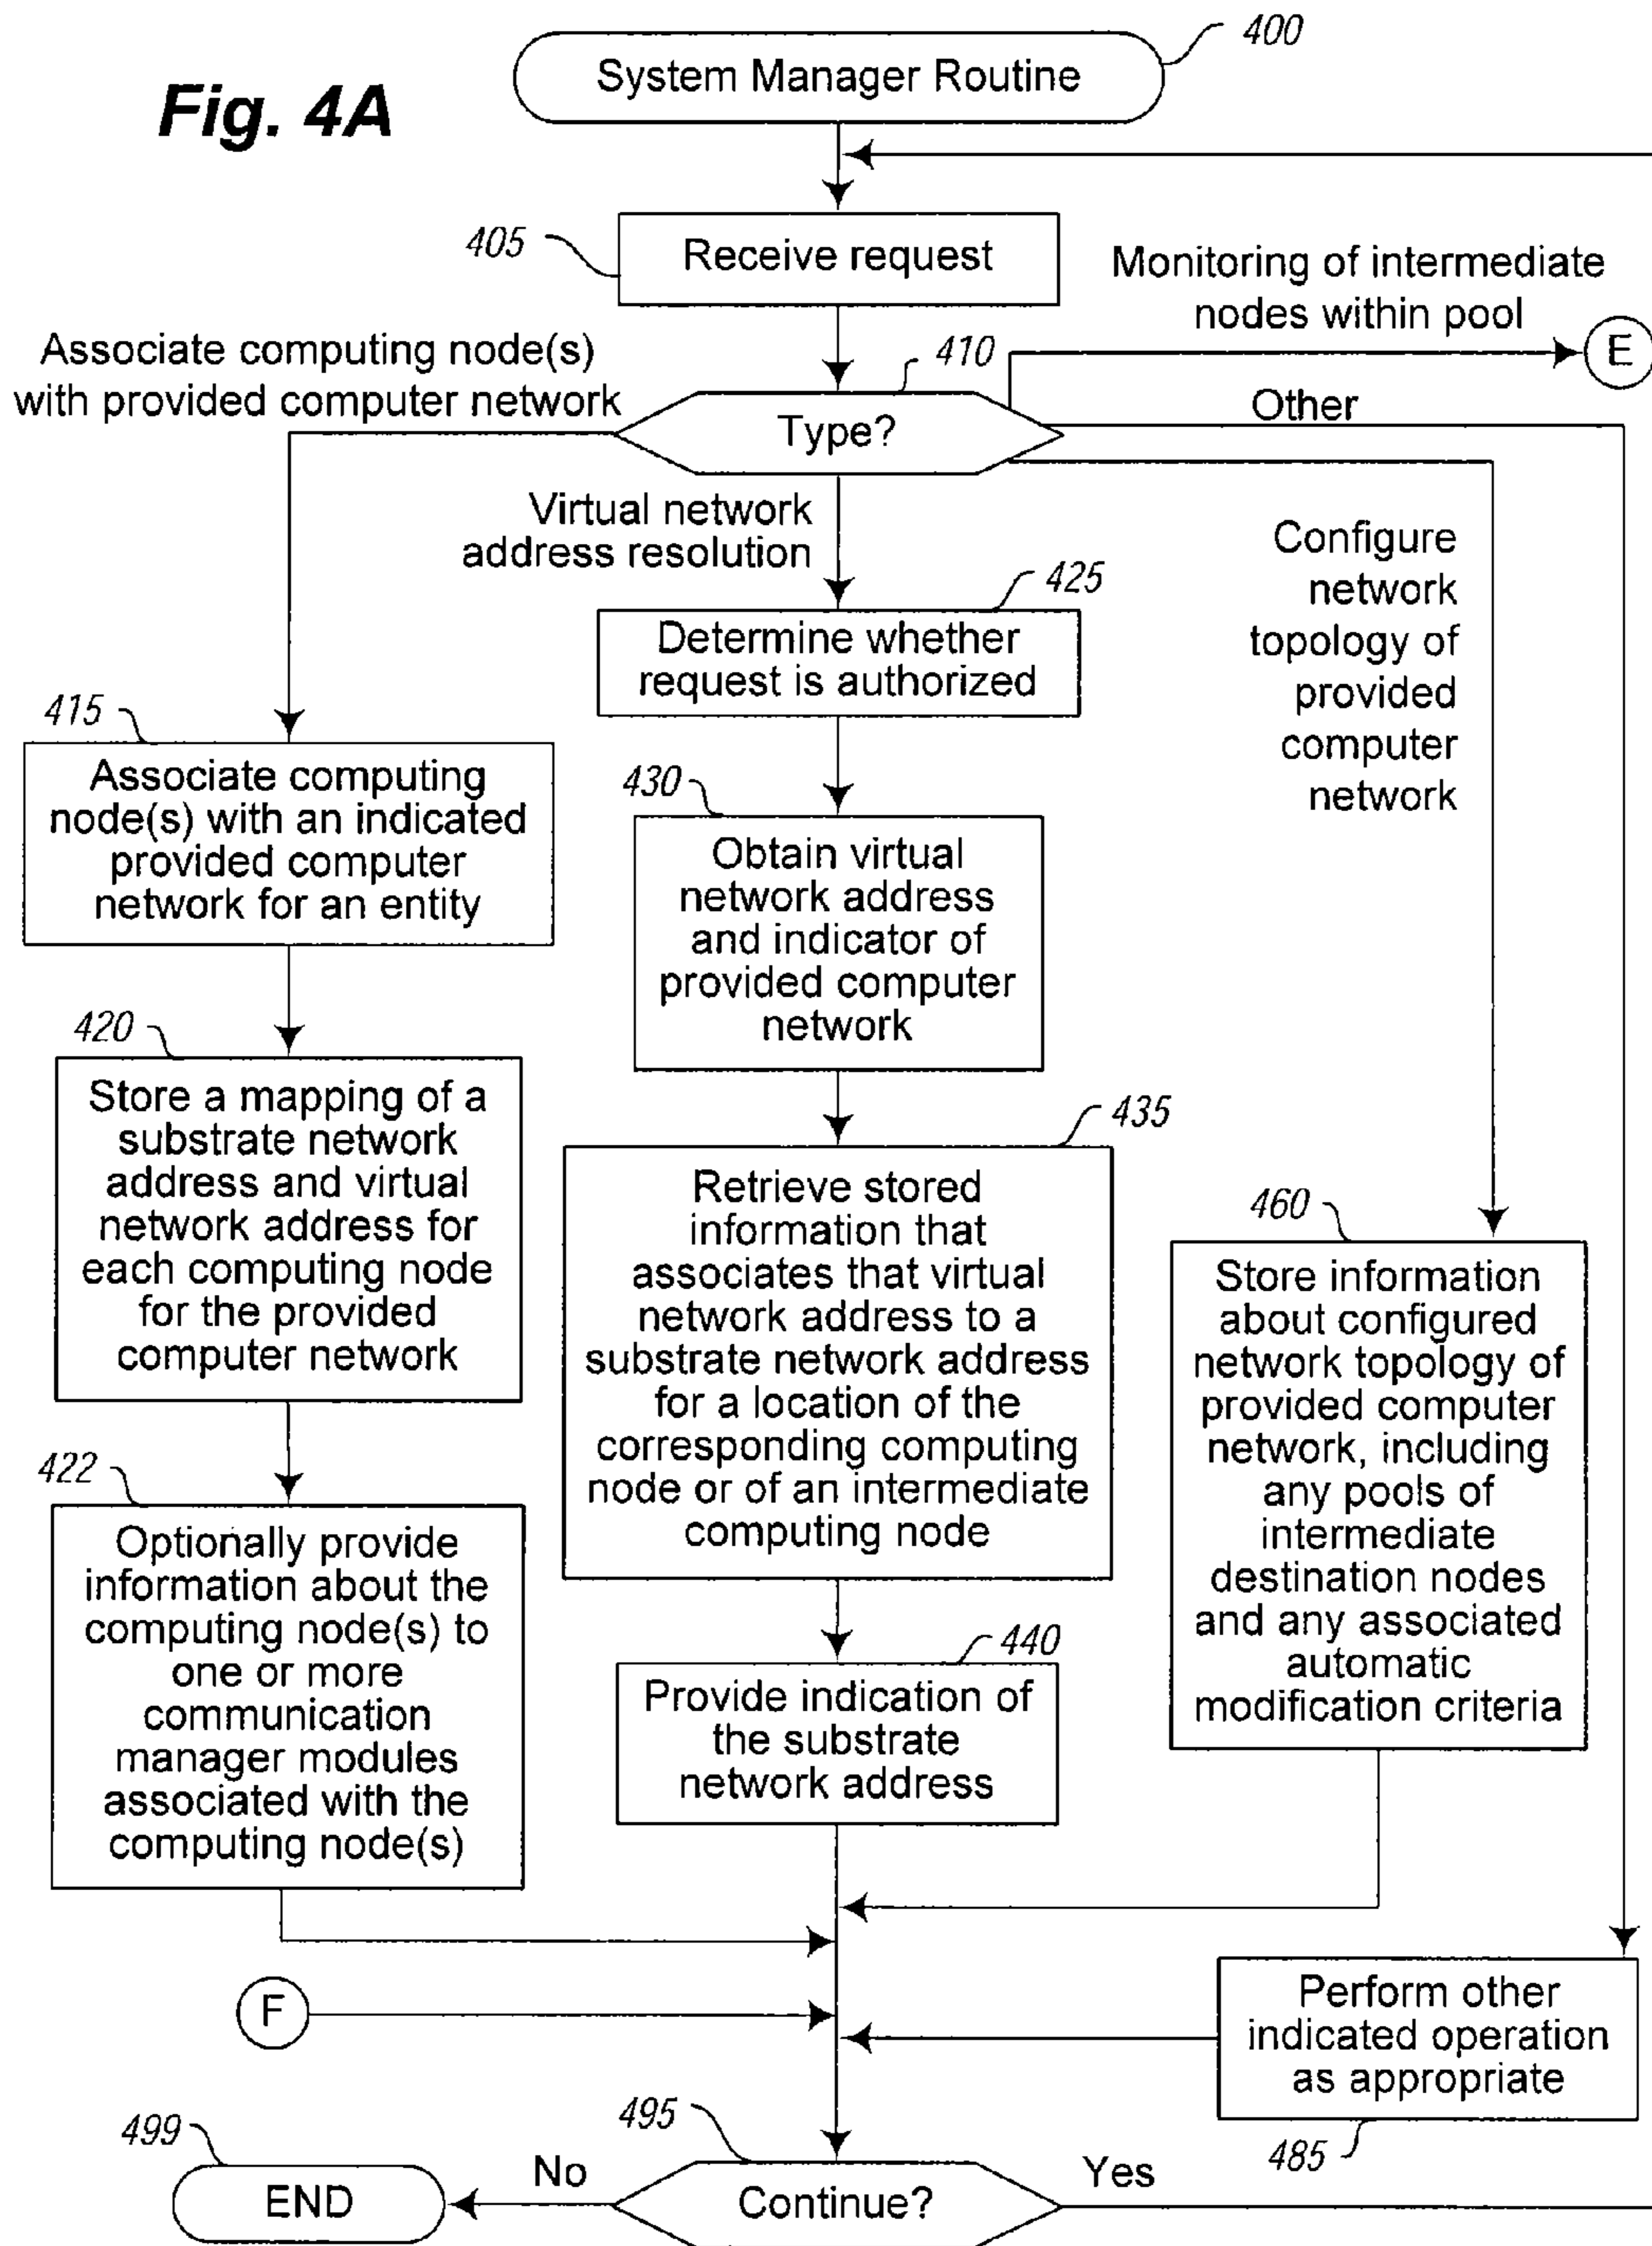 Fig. 4A
System Manager Routine
400
405
Receive request
Monitoring of intermediate
nodes within pool
E
Associate computing node(s)
with provided computer network
410
Type?
Other
Virtual network
address resolution
Configure
network
topology of
provided
computer
network
425
Determine whether
request is authorized
415
Associate computing
node(s) with an indicated
provided computer
network for an entity
430
Obtain virtual
network address
and indicator of
provided computer
network
420
Store a mapping of a
substrate network
address and virtual
network address for
each computing node
for the provided
computer network
435
Retrieve stored
information that
associates that virtual
network address to a
substrate network address
for a location of the
corresponding computing
node or of an intermediate
computing node
460
Store information
about configured
network topology of
provided computer
network, including
any pools of
intermediate
destination nodes
and any associated
automatic
modification criteria
422
Optionally provide
information about the
computing node(s) to
one or more
communication
manager modules
associated with the
computing node(s)
440
Provide indication of
the substrate
network address
F
Perform other
indicated operation
as appropriate
485
495
Continue?
Yes
No
499
END